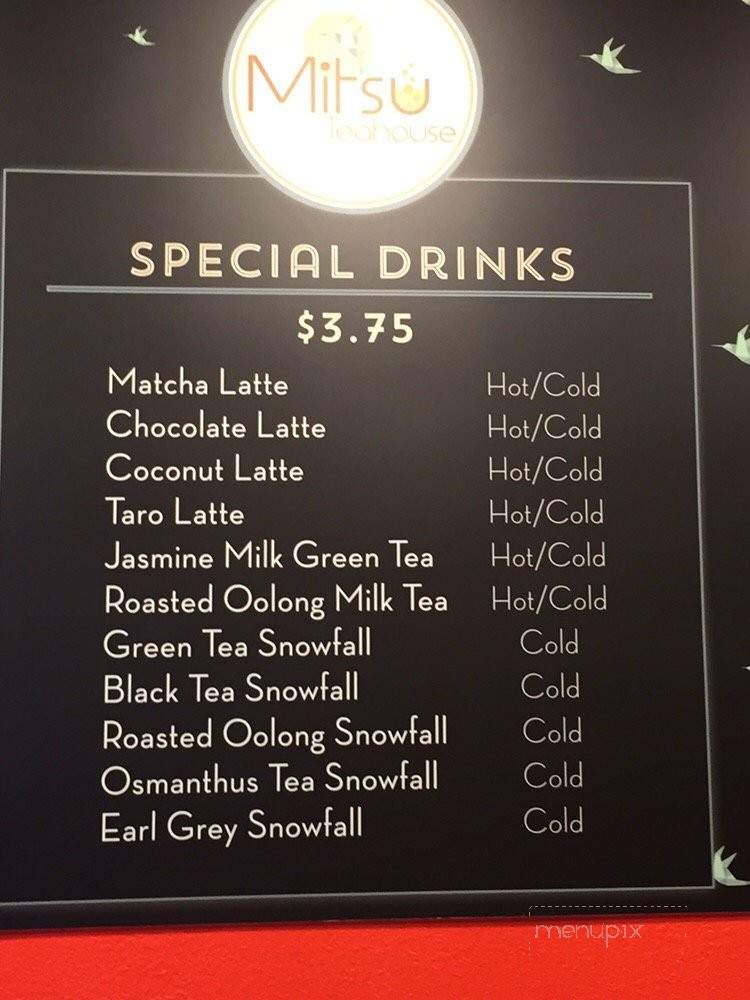 Mitsu
Teahouse
SPECIAL DRINKS
$3.75
Matcha Latte Hot/Cold
Chocolate Latte Hot/Cold
Coconut Latte Hot/Cold
Taro Latte Hot/Cold
Jasmine Milk Green Tea Hot/Cold
Roasted Oolong Milk Tea Hot/Cold
Green Tea Snowfall Cold
Black Tea Snowfall Cold
Roasted Oolong Snowfall Cold
Osmanthus Tea Snowfall Cold
Earl Grey Snowfall Cold
menupix